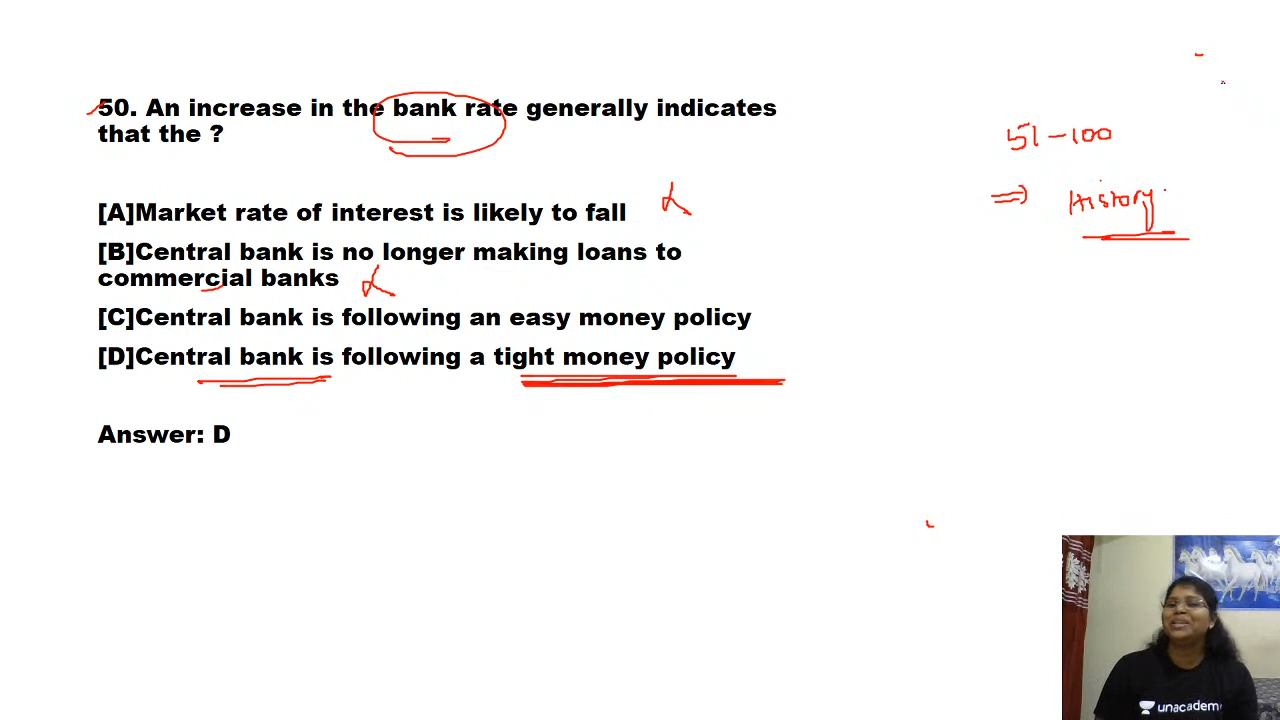 50. An increase in the bank rate generally indicates
that the ?
[A]Market rate of interest is likely to fall
[B]Central bank is no longer making loans to
commercial banks
[C]Central bank is following an easy money policy
[D]Central bank is following a tight money policy
Answer: D
51-100
⇒ History
unacadem